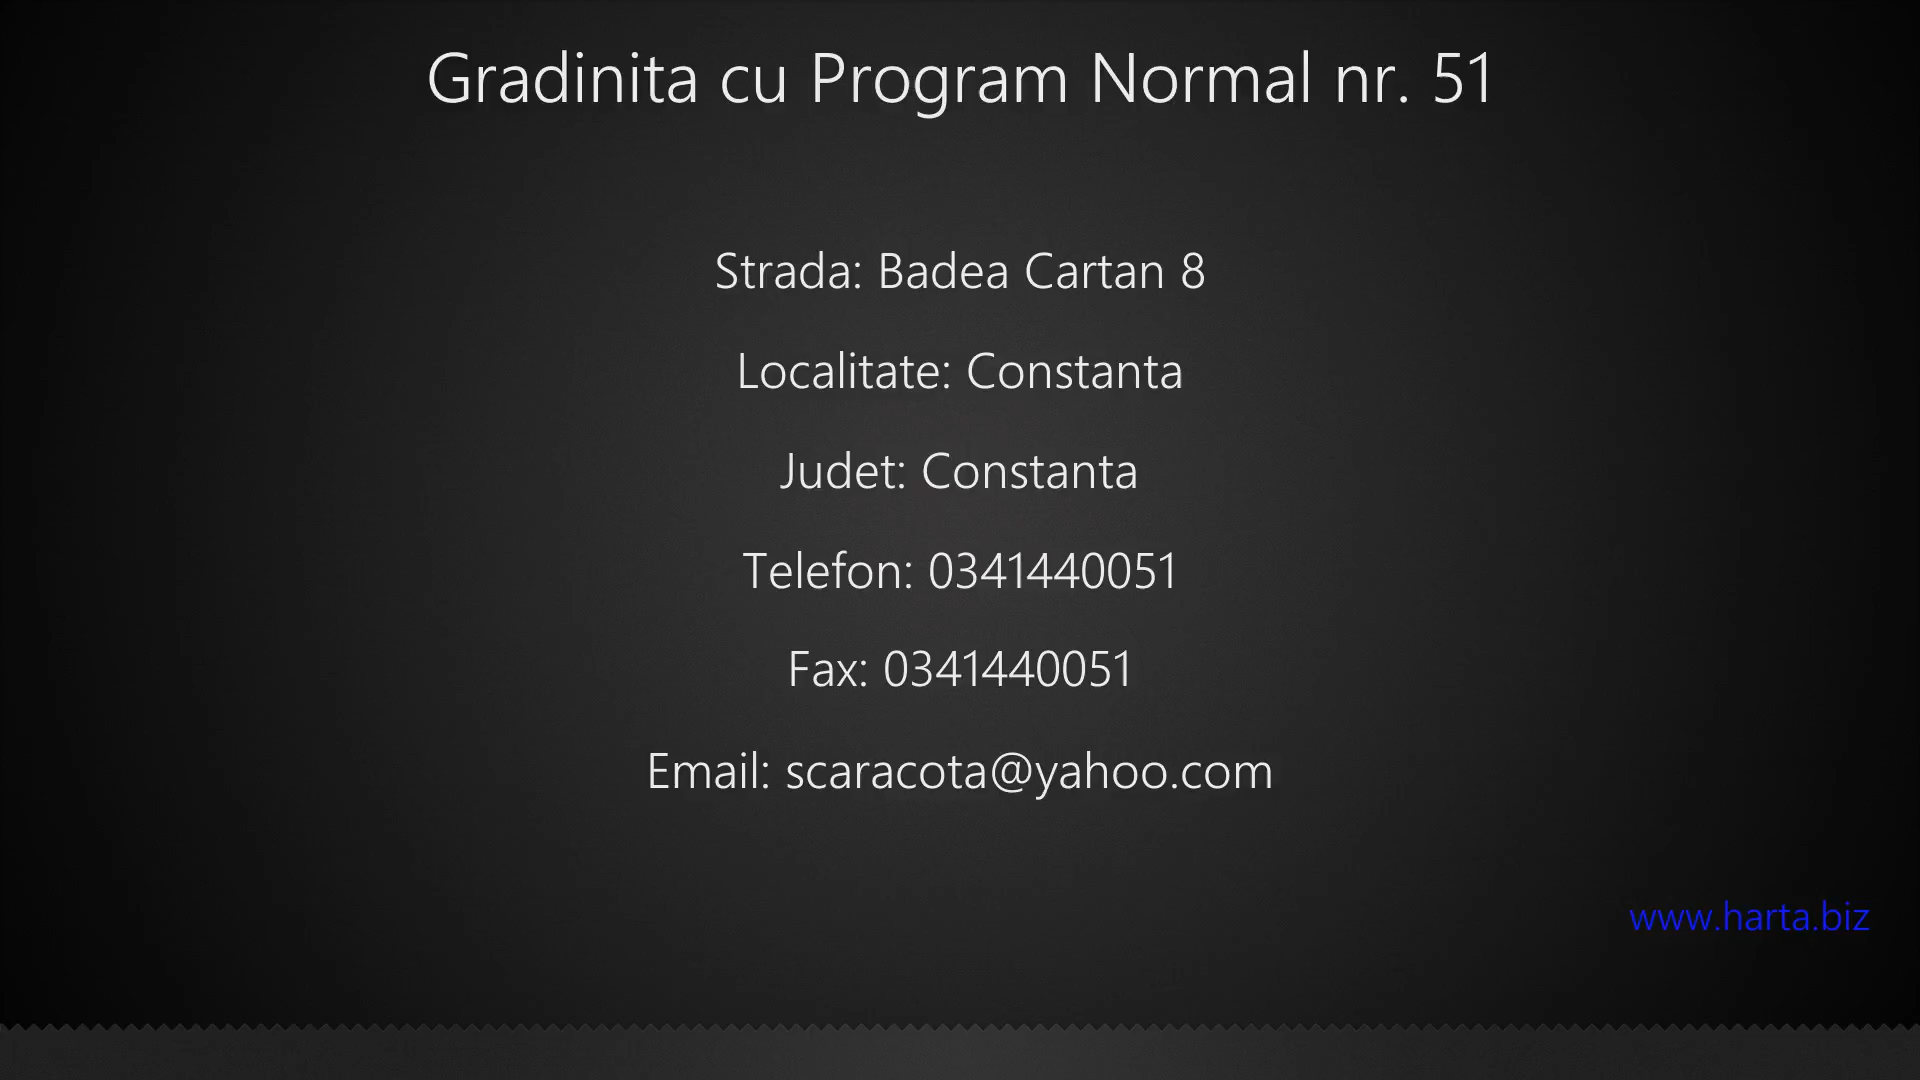 Gradinita cu Program Normal nr. 51
Strada: Badea Cartan 8
Localitate: Constanta
Judet: Constanta
Telefon: 0341440051
Fax: 0341440051
Email: scaracota@yahoo.com
www.harta.biz